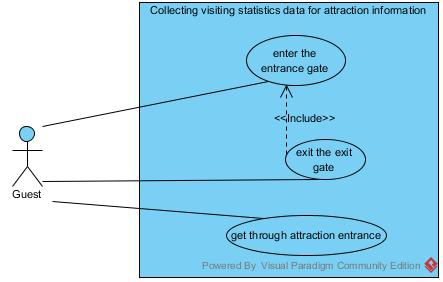 Collecting visiting statistics data for attraction information
enter the
entrance gate
<<Include>>
exit the exit
gate
Guest
get through attraction entrance
Powered By Visual Paradigm Community Edition